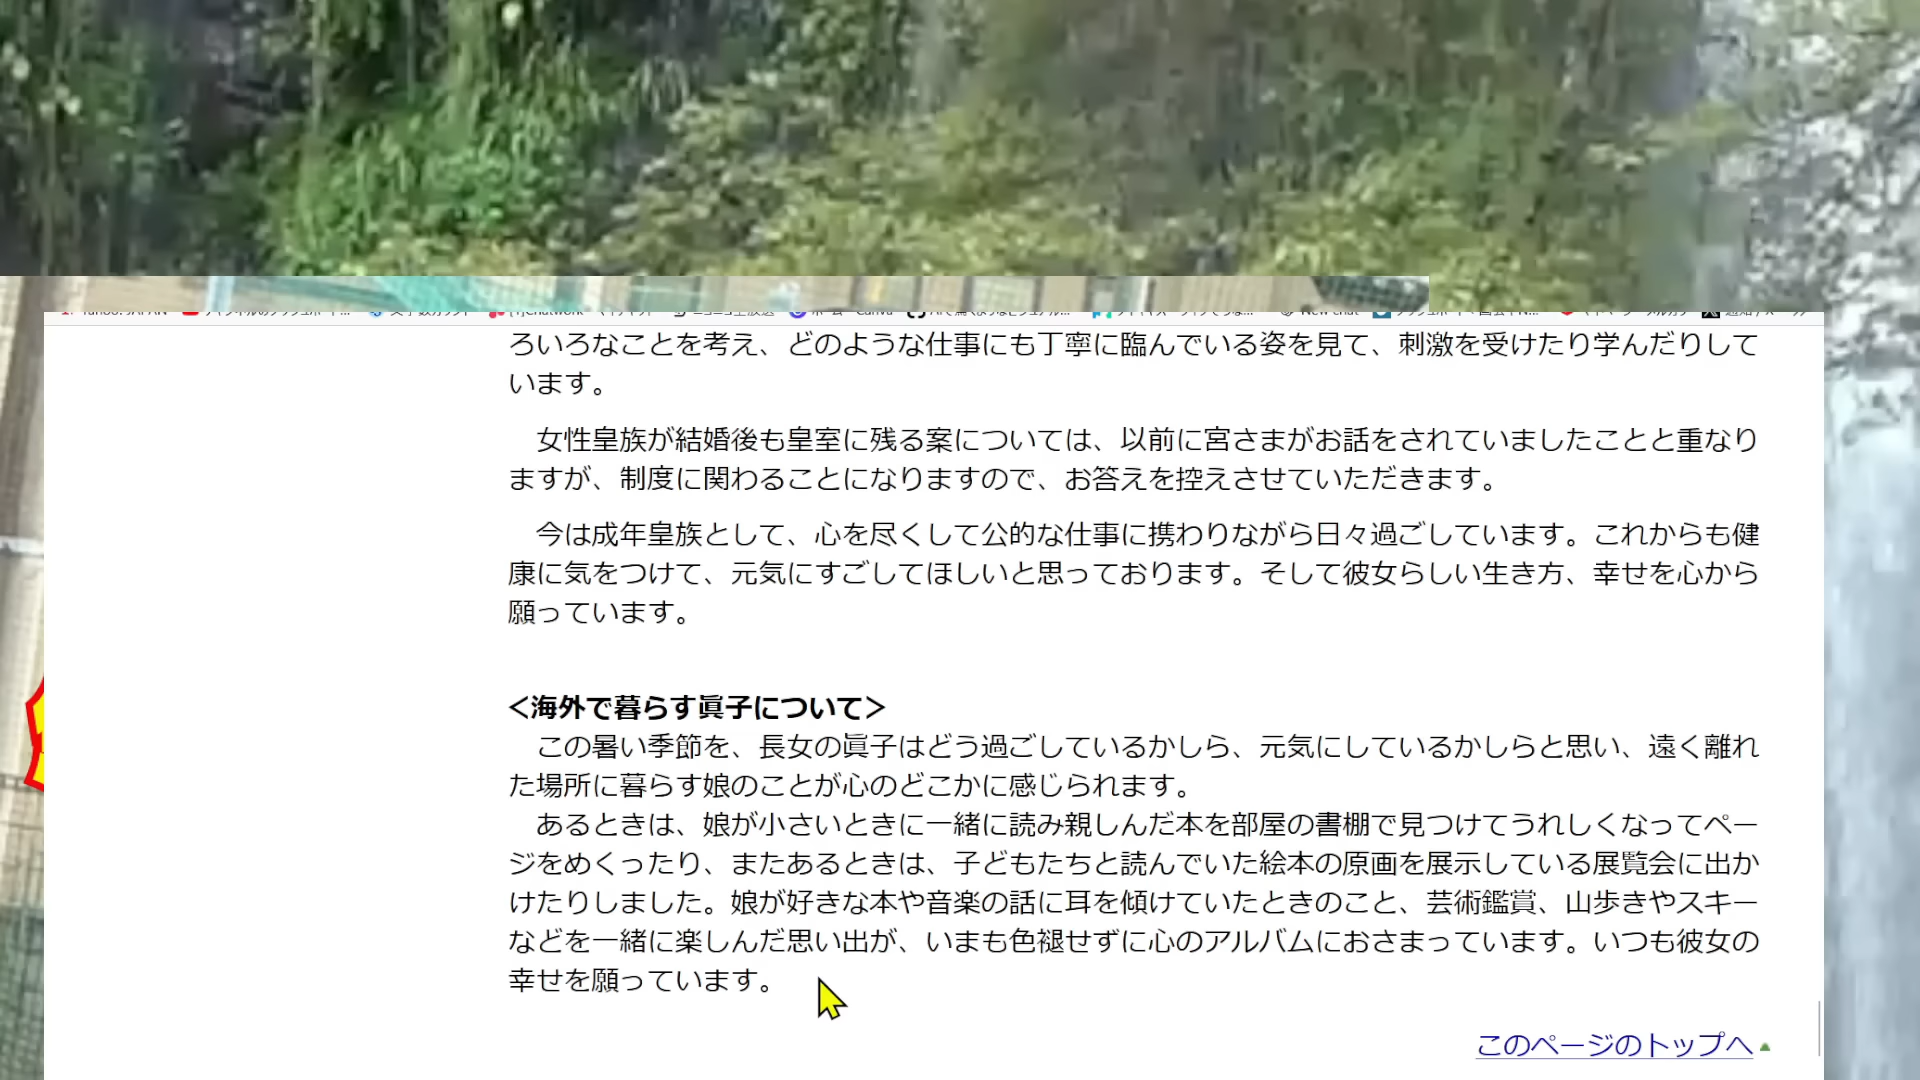 ろいろなことを考え、どのような仕事にも丁寧に臨んでいる姿を見て、刺激を受けたり学んだりして
います。
女性皇族が結婚後も皇室に残る案については、以前に宮さまがお話をされていましたことと重なり
ますが、制度に関わることになりますので、お答えを控えさせていただきます。
今は成年皇族として、心を尽くして公的な仕事に携わりながら日々過ごしています。これからも健
康に気をつけて、元気にすごしてほしいと思っております。そして彼女らしい生き方、幸せを心から
願っています。
＜海外で暮らす眞子について＞
この暑い季節を、長女の眞子はどう過ごしているかしら、元気にしているかしらと思い、遠く離れ
た場所に暮らす娘のことが心のどこかに感じられます。
あるときは、娘が小さいときに一緒に読み親しんだ本を部屋の書棚で見つけてうれしくなってペー
ジをめくったり、またあるときは、子どもたちと読んでいた絵本の原画を展示している展覧会に出か
けたりしました。娘が好きな本や音楽の話に耳を傾けていたときのこと、芸術鑑賞、山歩きやスキー
などを一緒に楽しんだ思い出が、いまも色褪せずに心のアルバムにおさまっています。いつも彼女の
幸せを願っています。
このページのトップへ